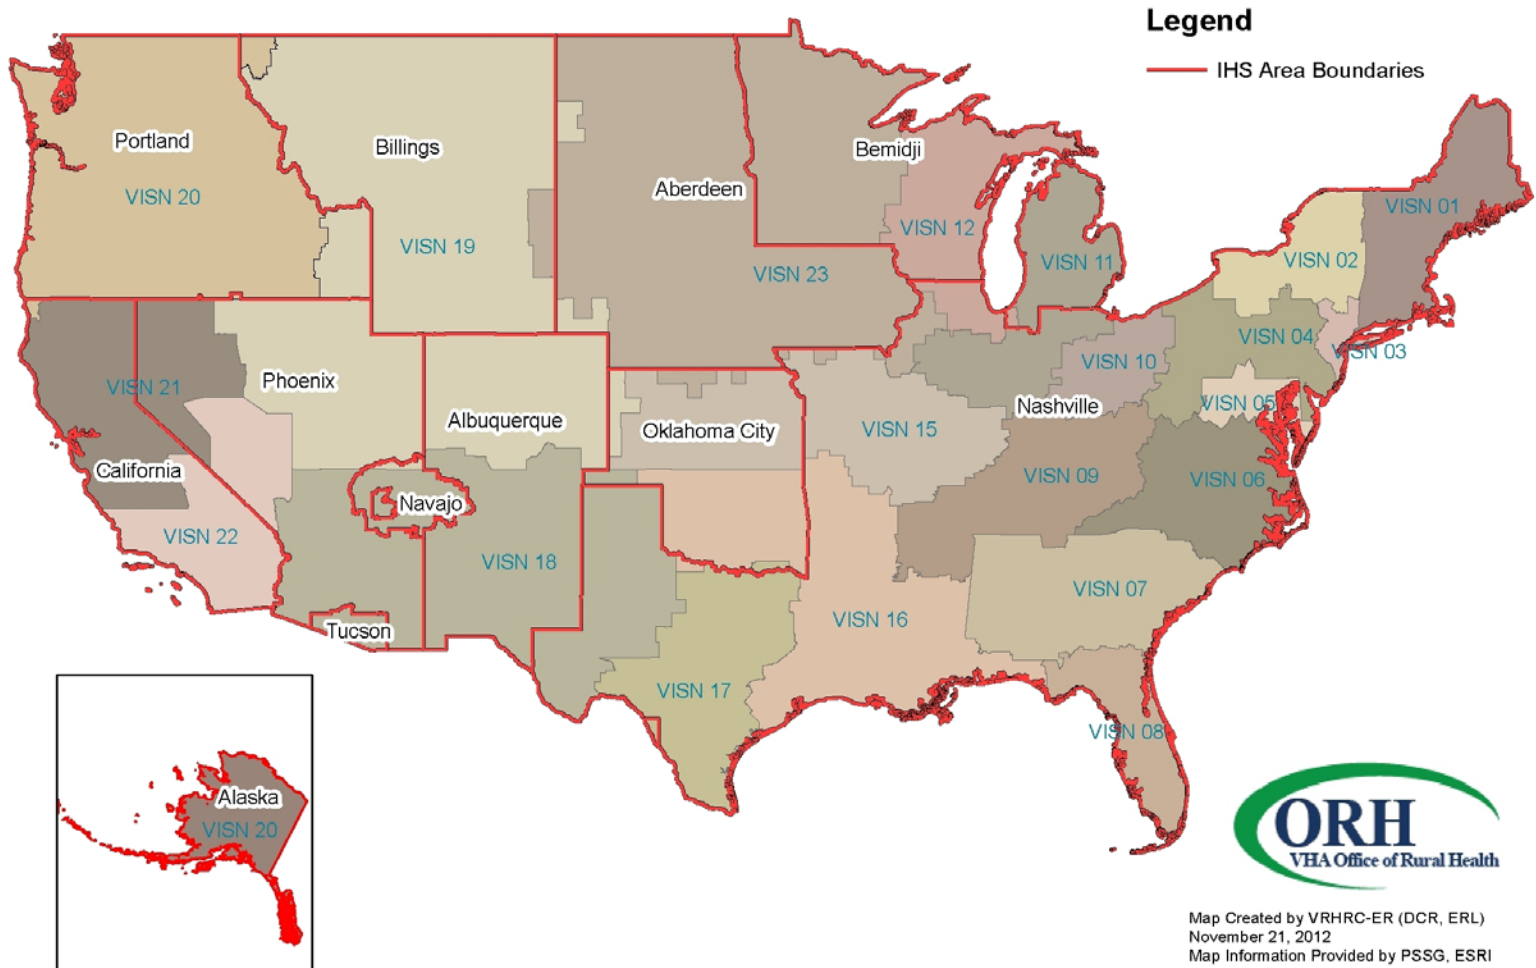 Legend
IHS Area Boundaries
Portland
VISN 20
Billings
VISN 19
Aberdeen
VISN 23
Bemidji
VISN 12
VISN 11
VISN 01
VISN 02
VISN 04
VISN 03
VISN 10
VISN 05
VISN 21
Phoenix
Albuquerque
Oklahoma City
VISN 15
Nashville
VISN 09
VISN 06
California
VISN 22
Navajo
VISN 18
Tucson
VISN 16
VISN 07
VISN 17
VISN 08
Alaska
VISN 20
ORH
VHA Office of Rural Health
Map Created by VRHRC-ER (DCR, ERL)
November 21, 2012
Map Information Provided by PSSG, ESRI